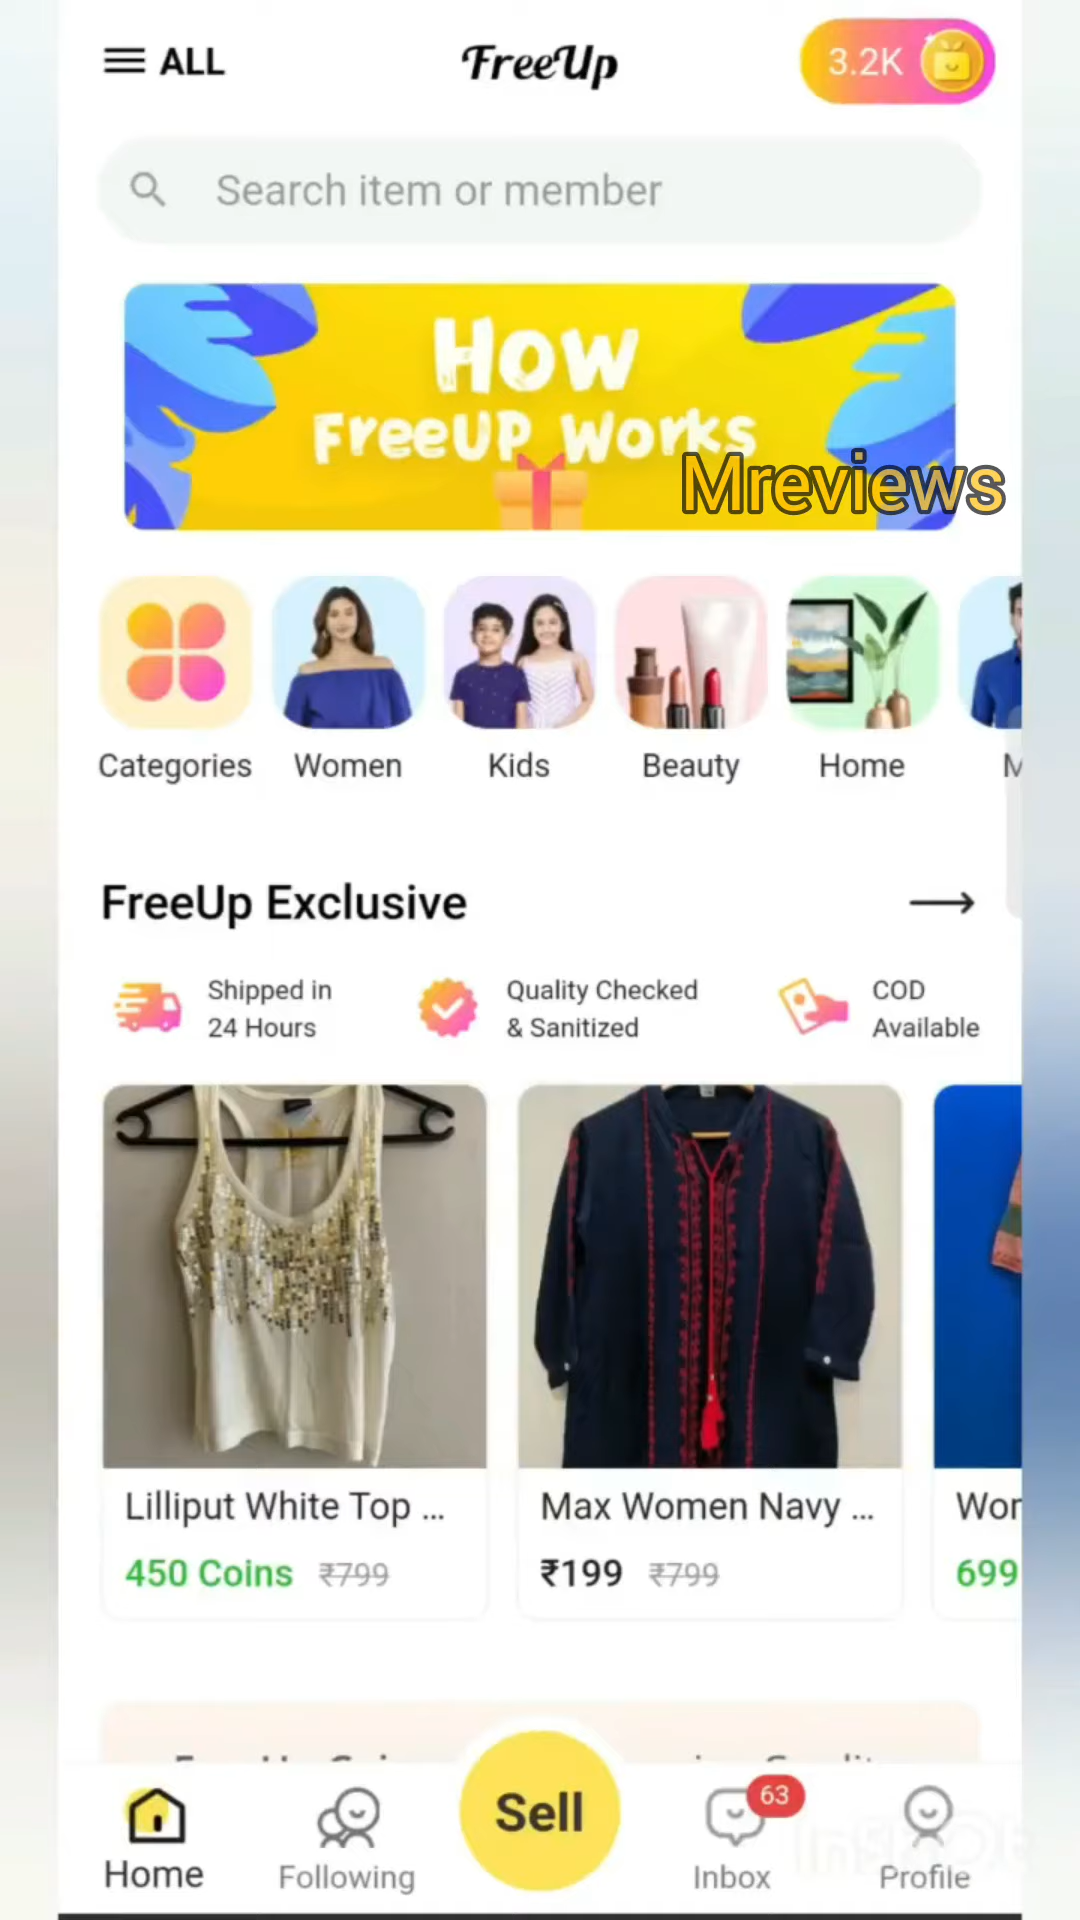 ALL
FreeUp
3.2K
Search item or member
How
FreeUP Works
Mreviews
Categories
Women
Kids
Beauty
Home
FreeUp Exclusive
Shipped in
24 Hours
Quality Checked
& Sanitized
COD
Available
Lilliput White Top ...
450 Coins ₹799
Max Women Navy ...
₹199 ₹799
699
Sell
63
Home
Following
Inbox
Profile